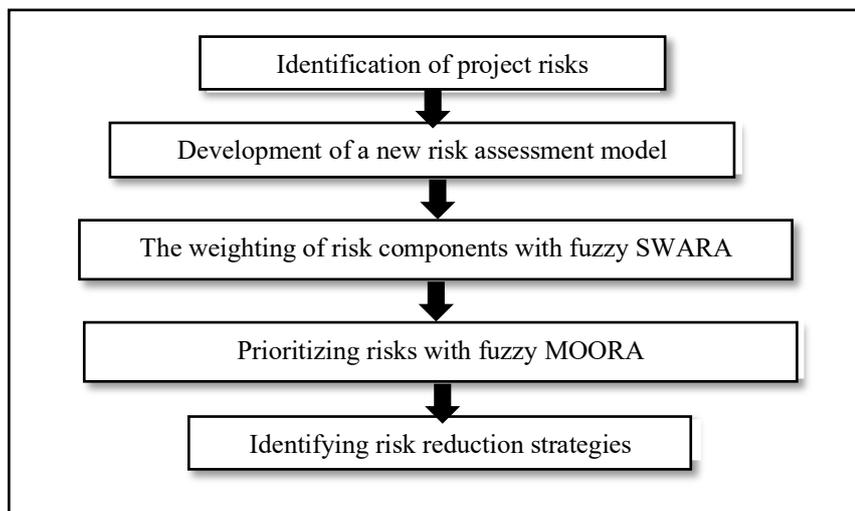 Identification of project risks
Development of a new risk assessment model
The weighting of risk components with fuzzy SWARA
Prioritizing risks with fuzzy MOORA
Identifying risk reduction strategies